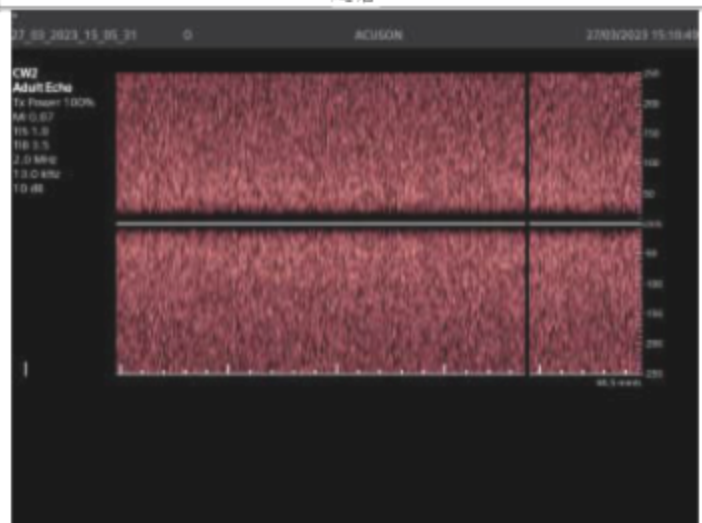 27_03_2023_15_05_31 0 ACUSON 27/03/2023 15:10:49
CW2
Adult Echo
Tx Power 100%
MI 0.07
TIS 1.0
TIB 3.5
2.0 MHz
13.0 kHz
10 dB
250
200
150
100
50
cm/s
-50
-100
-150
-200
-250